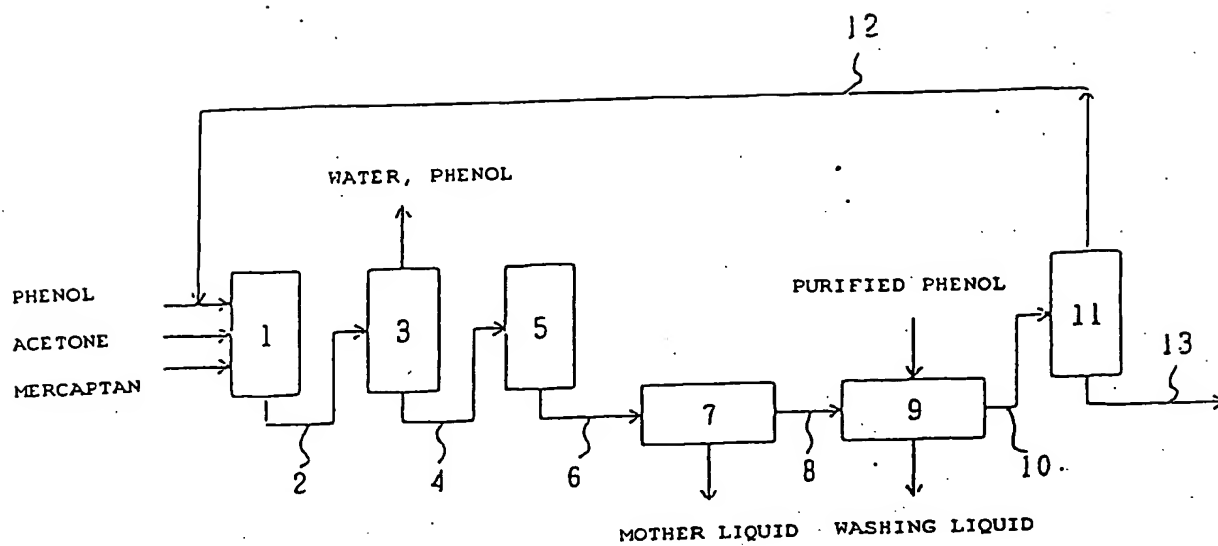 12
WATER, PHENOL
PHENOL
ACETONE
MERCAPTAN
1
3
5
PURIFIED PHENOL
11
13
7
9
2
4
6
8
10
MOTHER LIQUID
WASHING LIQUID